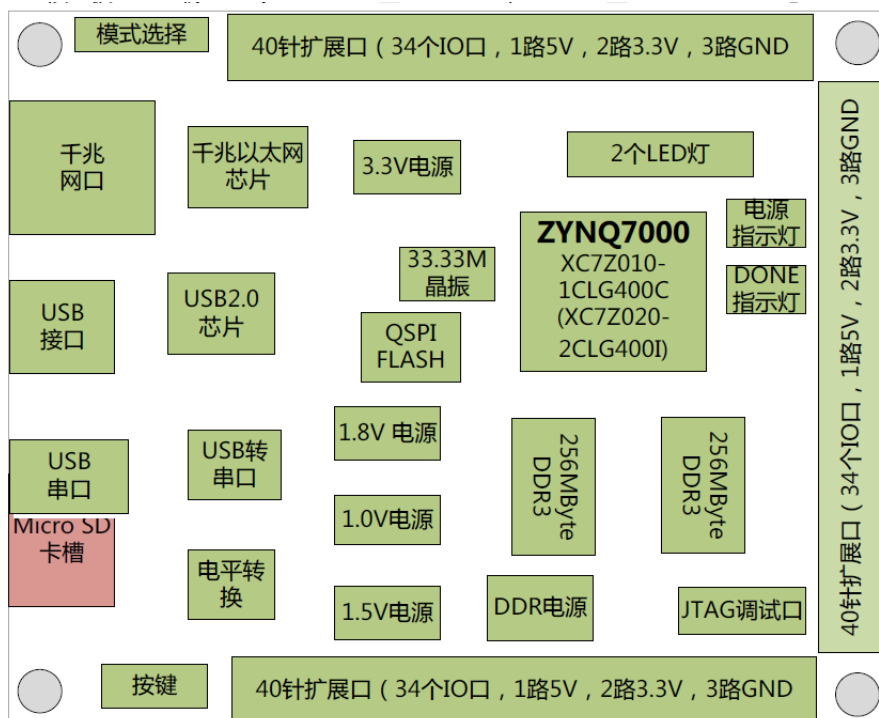 模式选择
40针扩展口（34个IO口，1路5V，2路3.3V，3路GND
千兆
网口
千兆以太网
芯片
3.3V电源
2个LED灯
电源
指示灯
40针扩展口（34个IO口，1路5V，2路3.3V，3路GND
ZYNQ7000
XC7Z010-
1CLG400C
(XC7Z020-
2CLG400I)
33.33M
晶振
DONE
指示灯
USB
接口
USB2.0
芯片
QSPI
FLASH
1.8V 电源
256MByte
DDR3
256MByte
DDR3
USB
串口
USB转
串口
1.0V电源
Micro SD
卡槽
电平转
换
1.5V电源
DDR电源
JTAG调试口
按键
40针扩展口（34个IO口，1路5V，2路3.3V，3路GND